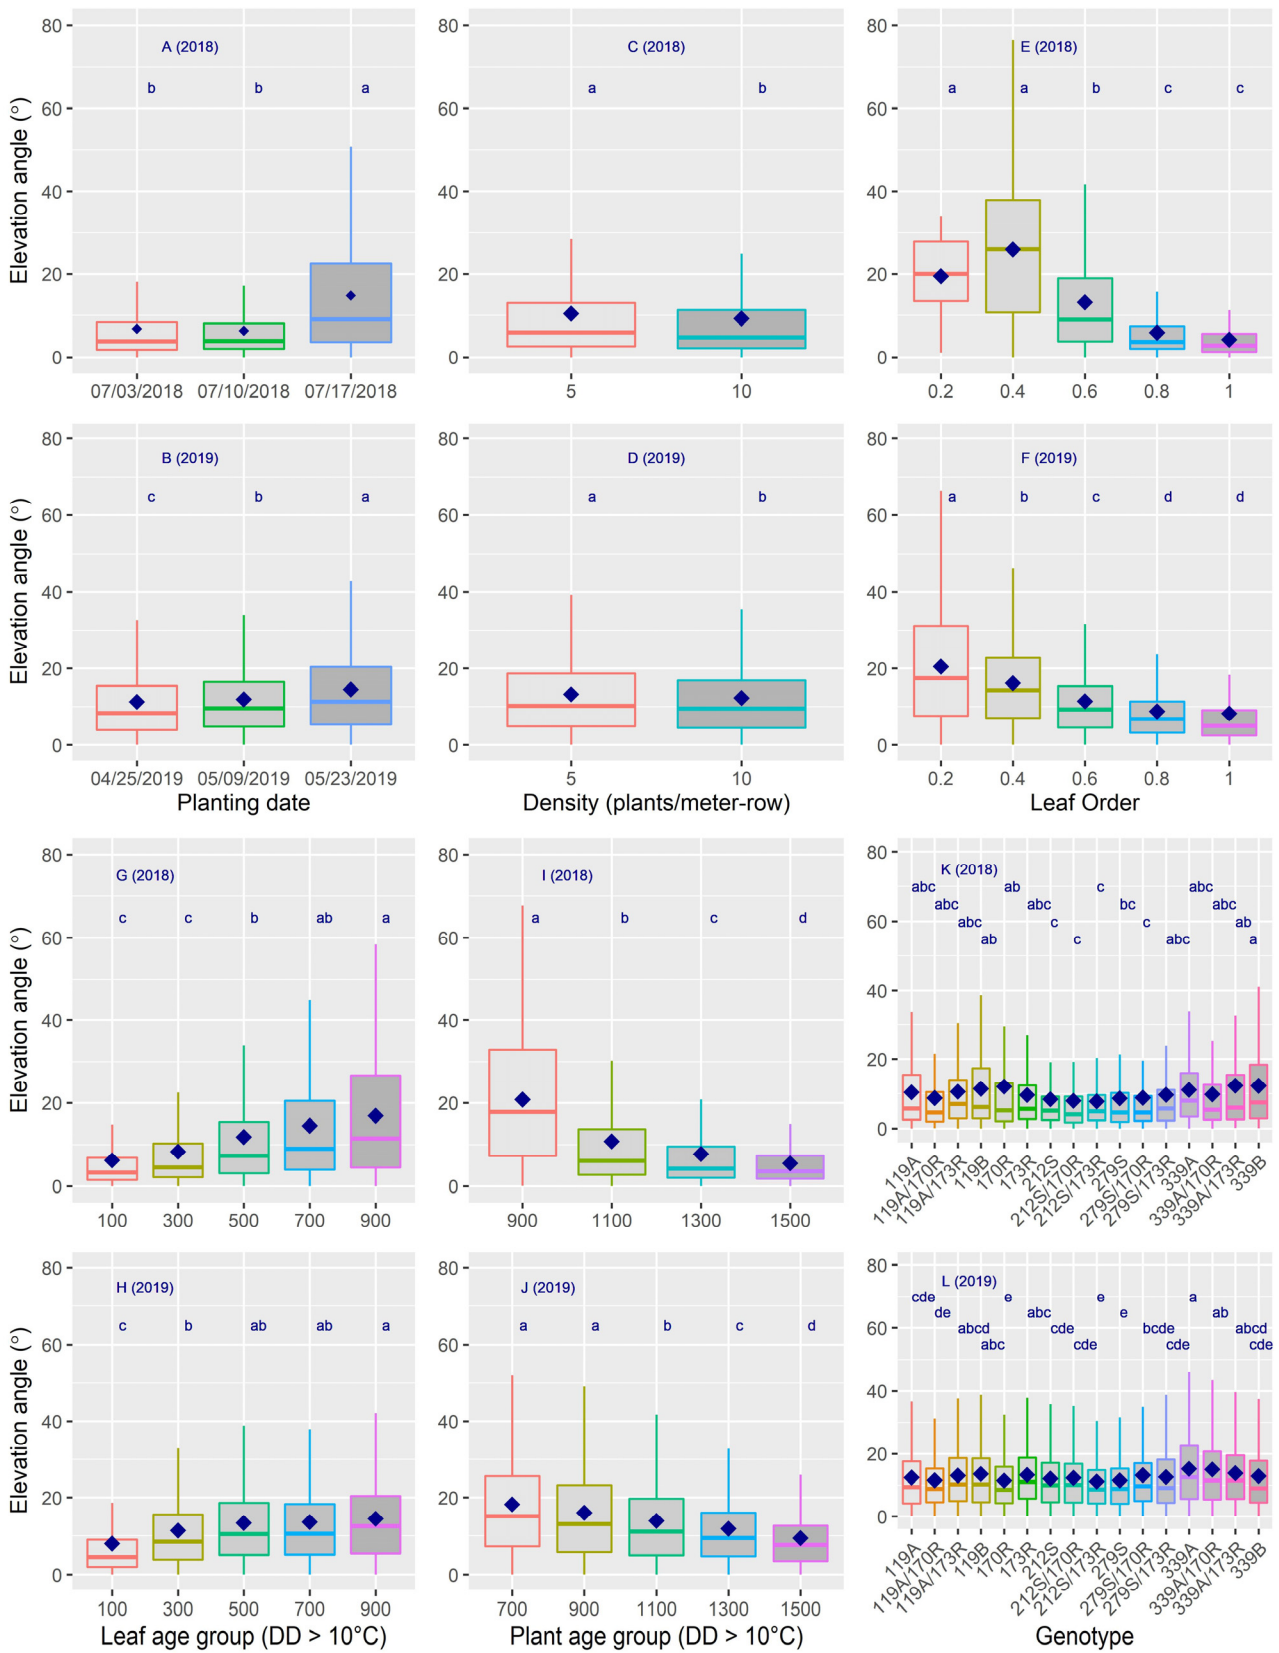 A (2018)
b b a
80
60
40
20
0
Elevation angle (°)
07/03/2018 07/10/2018 07/17/2018
C (2018)
a b
80
60
40
20
0
5 10
E (2018)
a a b c c
80
60
40
20
0
0.2 0.4 0.6 0.8 1
B (2019)
c b a
80
60
40
20
0
Elevation angle (°)
04/25/2019 05/09/2019 05/23/2019
Planting date
D (2019)
a b
80
60
40
20
0
5 10
Density (plants/meter-row)
F (2019)
a b c d d
80
60
40
20
0
0.2 0.4 0.6 0.8 1
Leaf Order
G (2018)
c c b ab a
80
60
40
20
0
Elevation angle (°)
100 300 500 700 900
I (2018)
a b c d
80
60
40
20
0
900 1100 1300 1500
K (2018)
abc ab c abc
abc abc bc abc
abc c c ab
ab c abc a
80
60
40
20
0
119A 119A/170R 119A/173R 119B 170R 173R 212S 212S/170R 212S/173R 279S 279S/170R 279S/173R 339A 339A/170R 339A/173R 339B
H (2019)
c b ab ab a
80
60
40
20
0
Elevation angle (°)
100 300 500 700 900
Leaf age group (DD > 10°C)
J (2019)
a a b c d
80
60
40
20
0
700 900 1100 1300 1500
Plant age group (DD > 10°C)
L (2019)
cde e e a
de abc e ab
abcd cde bcde abcd
abc cde cde cde
80
60
40
20
0
119A 119A/170R 119A/173R 119B 170R 173R 212S 212S/170R 212S/173R 279S 279S/170R 279S/173R 339A 339A/170R 339A/173R 339B
Genotype